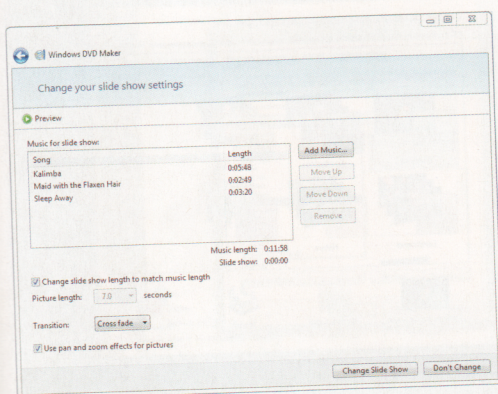 Windows DVD Maker
Change your slide show settings
Preview
Music for slide show:
Song Length
Kalimba 0:05:48
Maid with the Flaxen Hair 0:02:49
Sleep Away 0:03:20
Add Music...
Move Up
Move Down
Remove
Music length: 0:11:58
Slide show: 0:00:00
Change slide show length to match music length
Picture length: 7.0 seconds
Transition: Cross fade
Use pan and zoom effects for pictures
Change Slide Show Don't Change